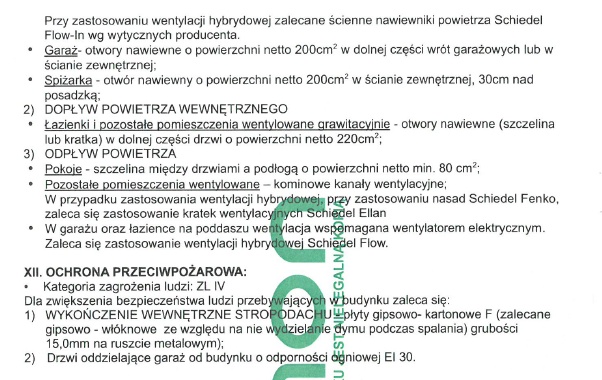 Przy zastosowaniu wentylacji hybrydowej zalecane ścienne nawiewniki powietrza Schiedel
Flow-In wg wytycznych producenta.
• Garaż- otwory nawiewne o powierzchni netto 200cm² w dolnej części wrót garażowych lub w
ścianie zewnętrznej;
• Spiżarka - otwór nawiewny o powierzchni netto 200cm² w ścianie zewnętrznej, 30cm nad
posadzką;
2) DOPŁYW POWIETRZA WEWNĘTRZNEGO
• Łazienki i pozostałe pomieszczenia wentylowane grawitacyjnie - otwory nawiewne (szczelina
lub kratka) w dolnej części drzwi o powierzchni netto 220cm²;
3) ODPŁYW POWIETRZA
• Pokoje - szczelina między drzwiami a podłogą o powierzchni netto min. 80 cm²;
• Pozostałe pomieszczenia wentylowane – kominowe kanały wentylacyjne;
W przypadku zastosowania wentylacji hybrydowej, przy zastosowaniu nasad Schiedel Fenko,
zaleca się zastosowanie kratek wentylacyjnych Schiedel Ellan
• W garażu oraz łazience na poddaszu wentylacja wspomagana wentylatorem elektrycznym.
Zaleca się zastosowanie wentylacji hybrydowej Schiedel Flow.
XII. OCHRONA PRZECIWPOŻAROWA:
• Kategoria zagrożenia ludzi: ZL IV
Dla zwiększenia bezpieczeństwa ludzi przebywających w budynku zaleca się:
1) WYKOŃCZENIE WEWNĘTRZNE STROPODACHU - płyty gipsowo- kartonowe F (zalecane
gipsowo - włóknowe ze względu na nie wydzielanie dymu podczas spalania) grubości
15,0mm na ruszcie metalowym;
2) Drzwi oddzielające garaż od budynku o odporności ogniowej EI 30.
JEST NIELEGALNA